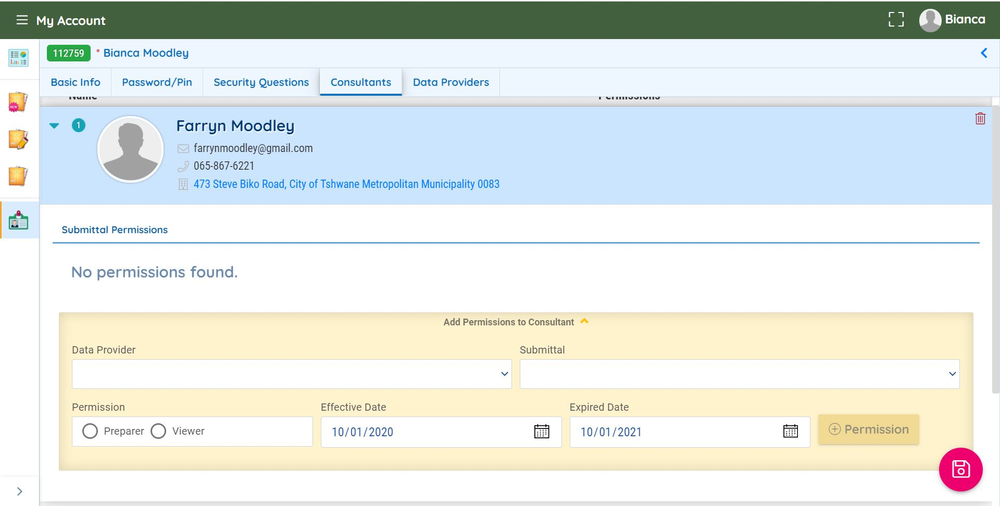 My Account
Bianca
112759 * Bianca Moodley
Basic Info Password/Pin Security Questions Consultants Data Providers
Name Permissions
1 Farryn Moodley
farrynmoodley@gmail.com
065-867-6221
473 Steve Biko Road, City of Tshwane Metropolitan Municipality 0083
NEW
Submittal Permissions
No permissions found.
Add Permissions to Consultant
Data Provider Submittal
Permission Effective Date Expired Date
Preparer Viewer 10/01/2020 10/01/2021 Permission